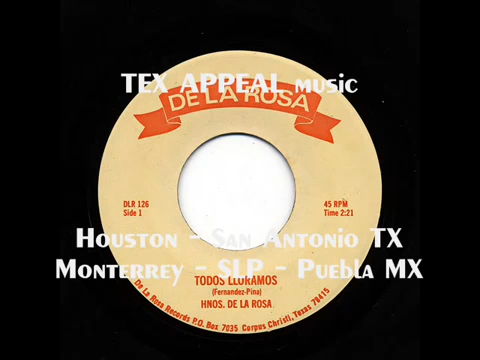 TEX APPEAL music
DE LA ROSA
DLR 126
Side 1
45 RPM
Time 2:21
Houston - San Antonio TX
Monterrey - SLP - Puebla MX
TODOS LLORAMOS
(Fernandez-Pina)
HNOS. DE LA ROSA
De La Rosa Records P.O. Box 7035 Corpus Christi, Texas 78415